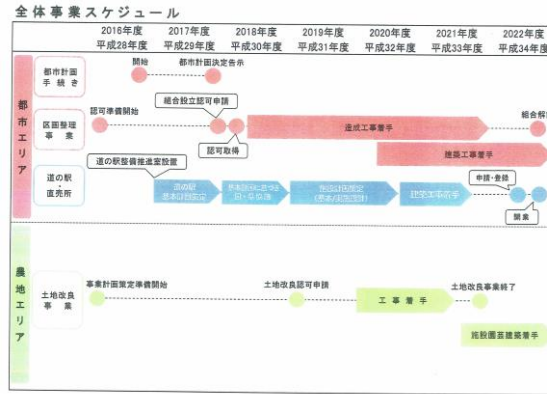 全体事業スケジュール
2016年度 2017年度 2018年度 2019年度 2020年度 2021年度 2022年度
平成28年度 平成29年度 平成30年度 平成31年度 平成32年度 平成33年度 平成34年度
都市エリア
都市計画
手続き
開始
都市計画決定告示
区画整理
事業
認可準備開始
組合設立認可申請
認可取得
造成工事着手
組合解
建築工事着手
道の駅
・
直売所
道の駅整備推進室設置
道の駅
基本計画策定
建築工事着手
申請・登録
開業
農地エリア
土地改良
事業
事業計画策定準備開始
土地改良認可申請
工事着手
土地改良事業終了
施設園芸建築着手